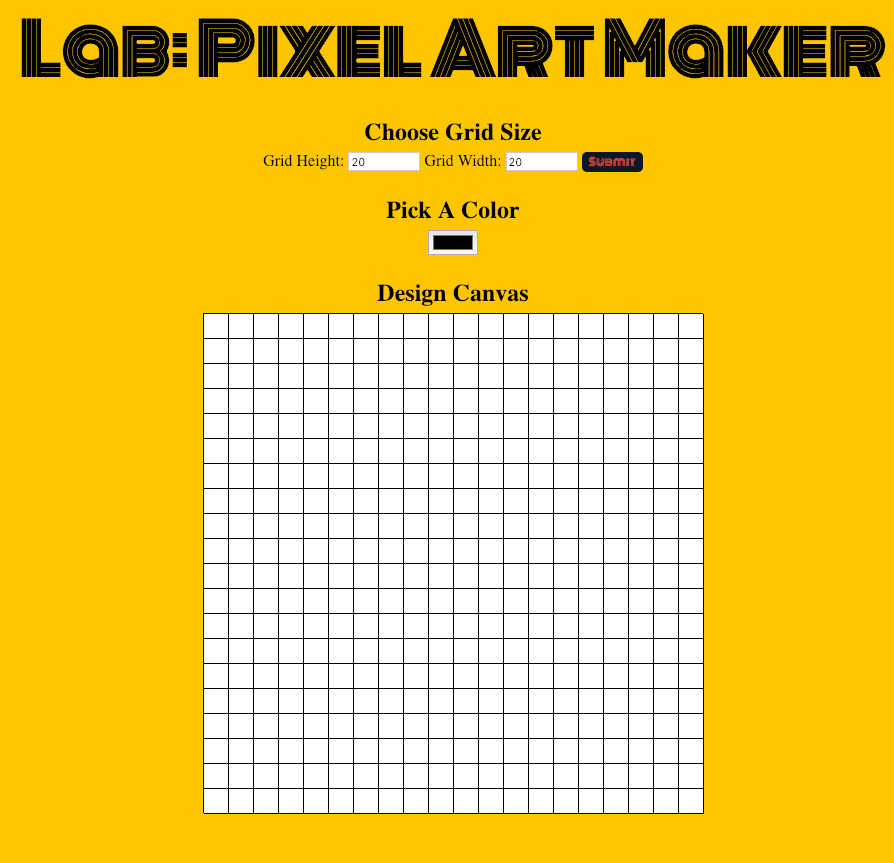 Lab: Pixel Art Maker
Choose Grid Size
Grid Height: 20 Grid Width: 20 Submit
Pick A Color
Design Canvas